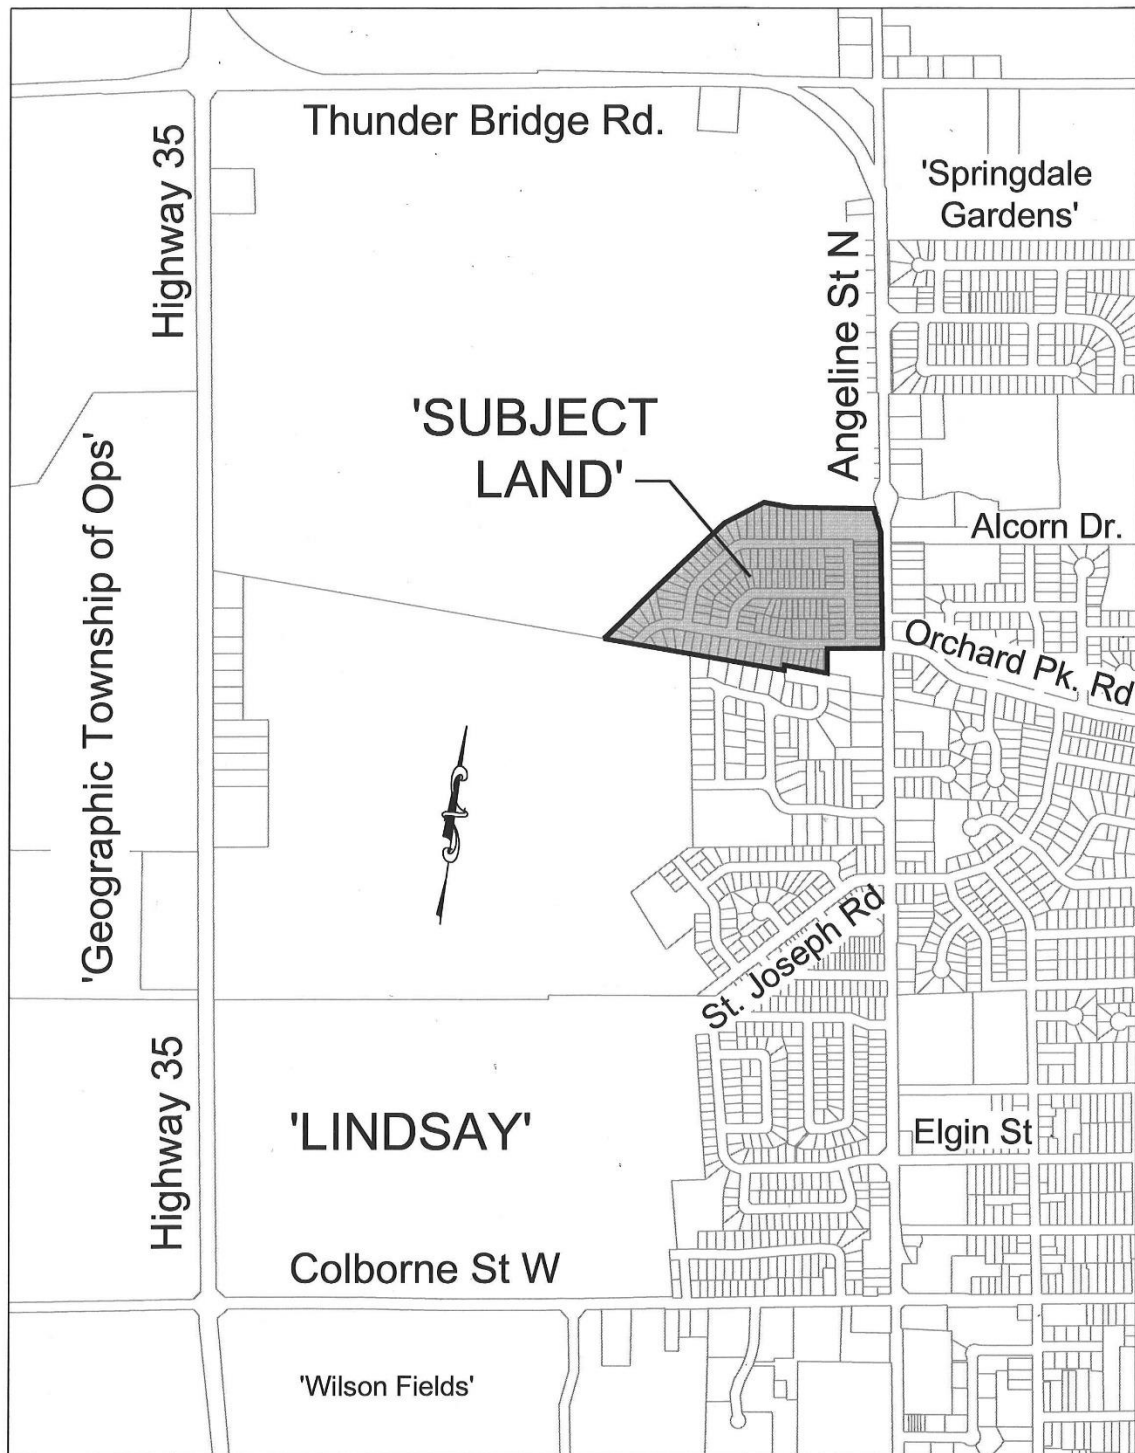 Thunder Bridge Rd.
Highway 35
'Springdale
Gardens'
Angeline St N
'SUBJECT
LAND'
'Geographic Township of Ops'
Alcorn Dr.
Orchard Pk. Rd
St. Joseph Rd
Highway 35
'LINDSAY'
Elgin St
Colborne St W
'Wilson Fields'